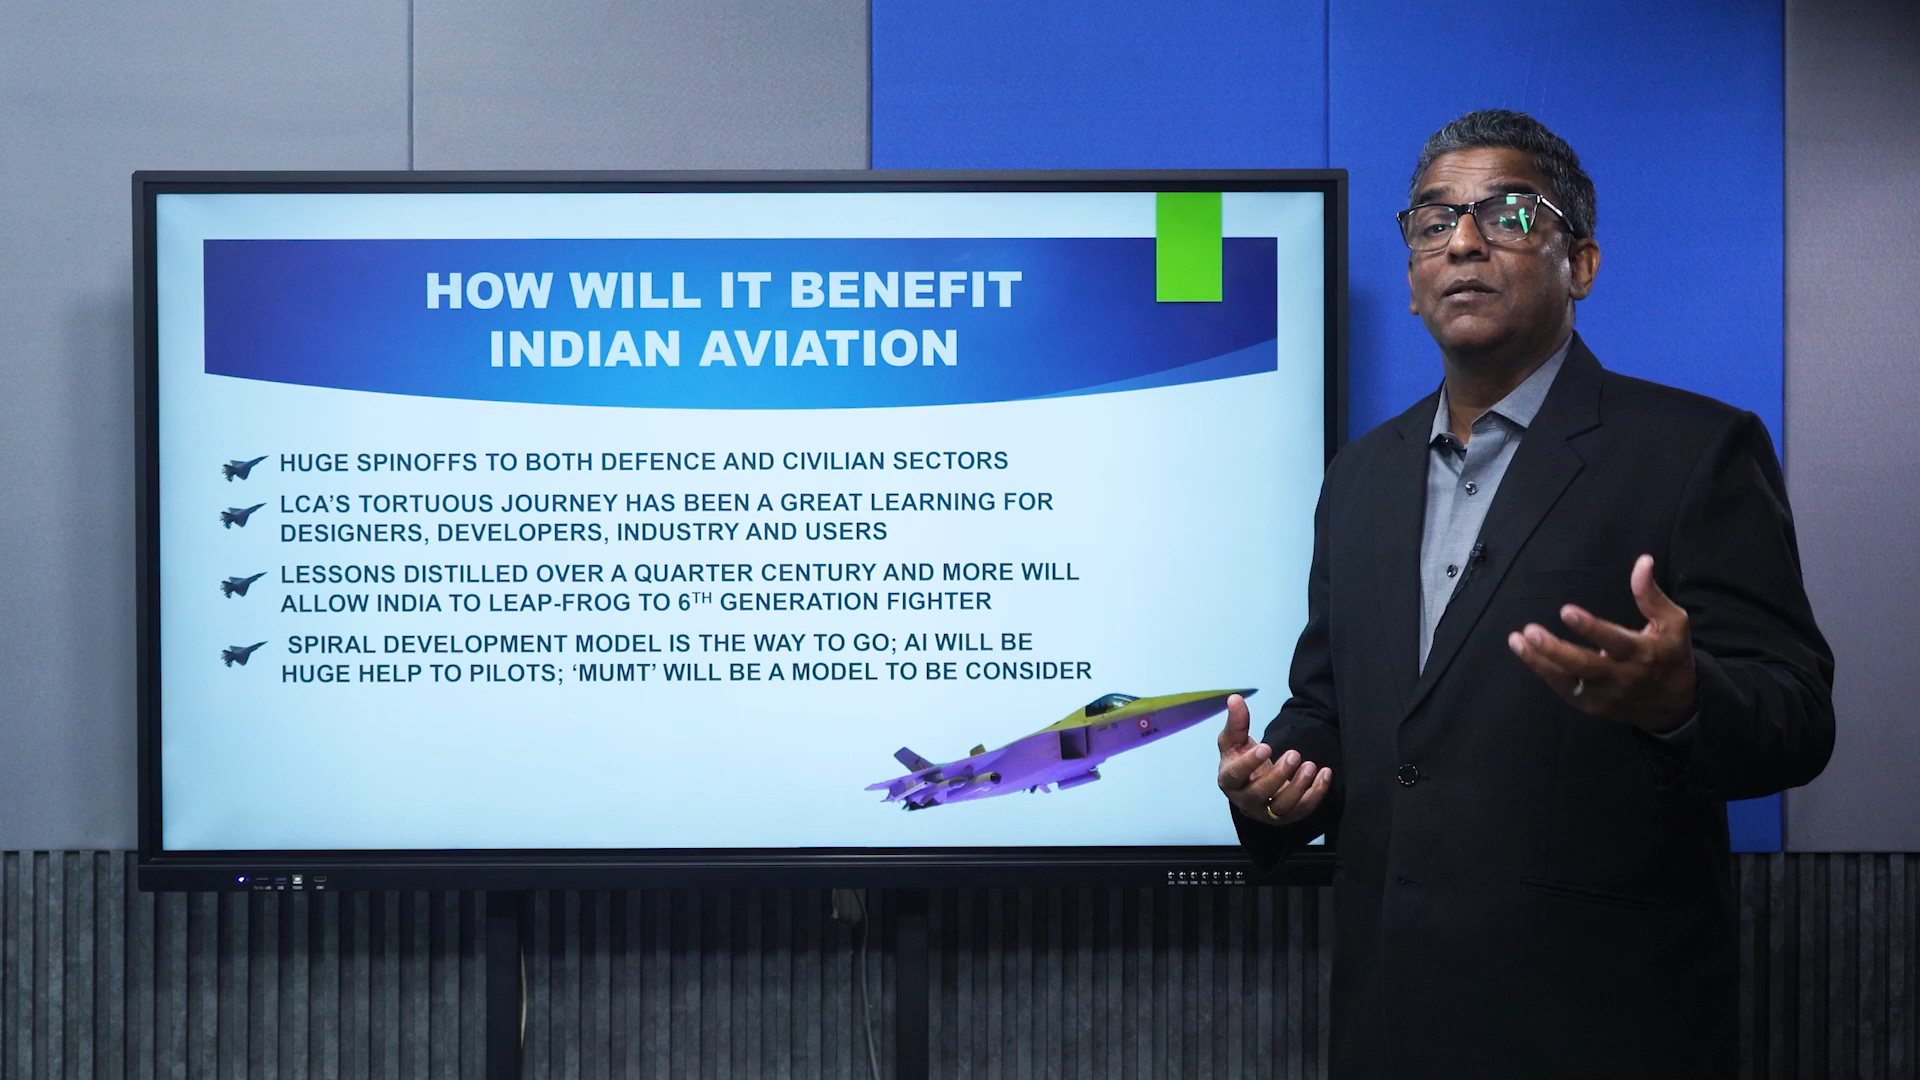 HOW WILL IT BENEFIT
INDIAN AVIATION
HUGE SPINOFFS TO BOTH DEFENCE AND CIVILIAN SECTORS
LCA'S TORTUOUS JOURNEY HAS BEEN A GREAT LEARNING FOR
DESIGNERS, DEVELOPERS, INDUSTRY AND USERS
LESSONS DISTILLED OVER A QUARTER CENTURY AND MORE WILL
ALLOW INDIA TO LEAP-FROG TO 6TH GENERATION FIGHTER
SPIRAL DEVELOPMENT MODEL IS THE WAY TO GO; AI WILL BE
HUGE HELP TO PILOTS; ‘MUMT’ WILL BE A MODEL TO BE CONSIDER